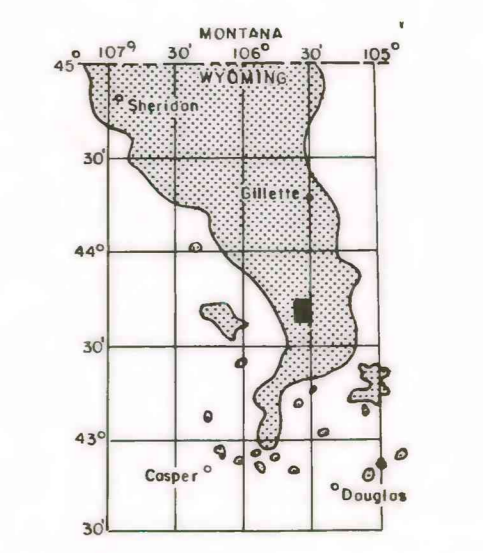 MONTANA
45° 107° 30' 106° 30' 105°
WYOMING
Sheridan
30'
Gillette
44°
30'
43°
Casper
Douglas
30'